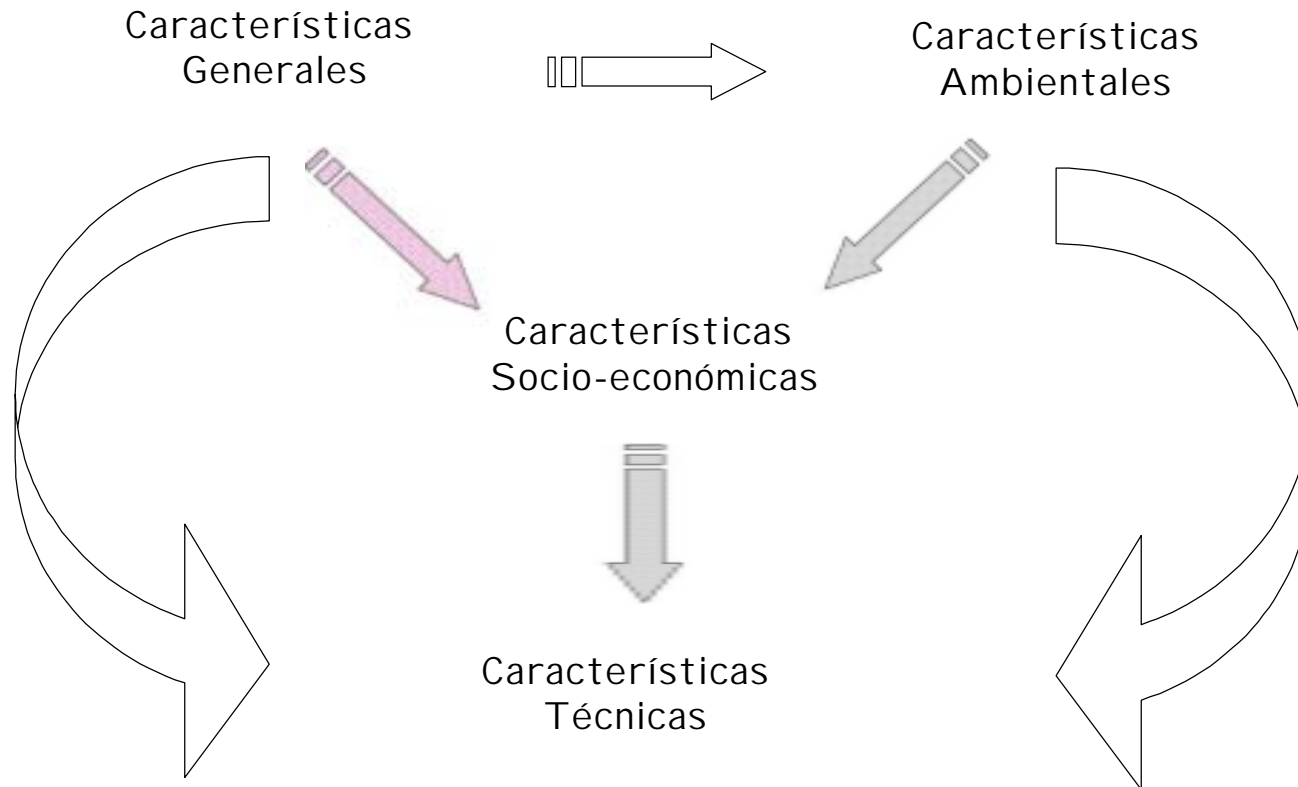 Características
Generales
Características
Ambientales
Características
Socio-económicas
Características
Técnicas